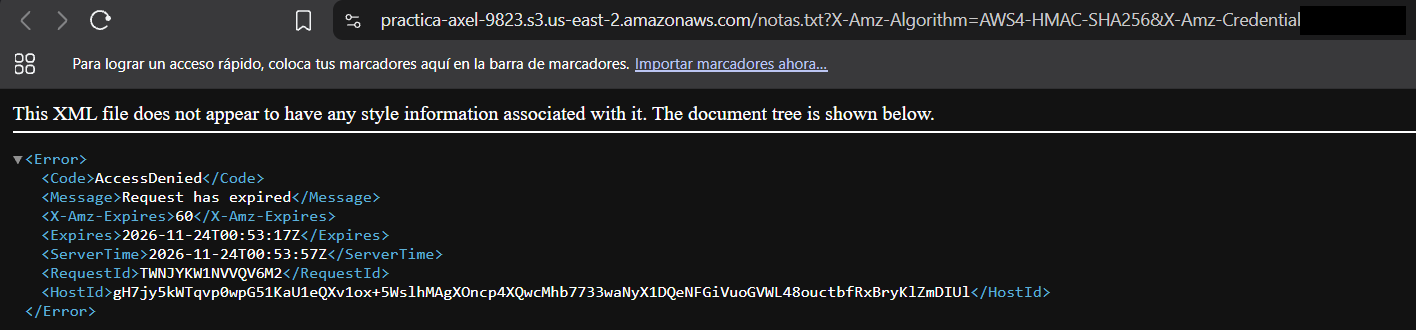 practica-axel-9823.s3.us-east-2.amazonaws.com/notas.txt?X-Amz-Algorithm=AWS4-HMAC-SHA256&X-Amz-Credential
Para lograr un acceso rápido, coloca tus marcadores aquí en la barra de marcadores. Importar marcadores ahora...
This XML file does not appear to have any style information associated with it. The document tree is shown below.
▼<Error>
<Code>AccessDenied</Code>
<Message>Request has expired</Message>
<X-Amz-Expires>60</X-Amz-Expires>
<Expires>2026-11-24T00:53:17Z</Expires>
<ServerTime>2026-11-24T00:53:57Z</ServerTime>
<RequestId>TWNJYKW1NVVQV6M2</RequestId>
<HostId>gH7jy5kWTqvp0wpG51KaU1eQXv1ox+5WslhMAgXOncp4XQwcMhb7733waNyX1DQeNFGiVuoGVWL48ouctbfRxBryKlZmDIUl</HostId>
</Error>